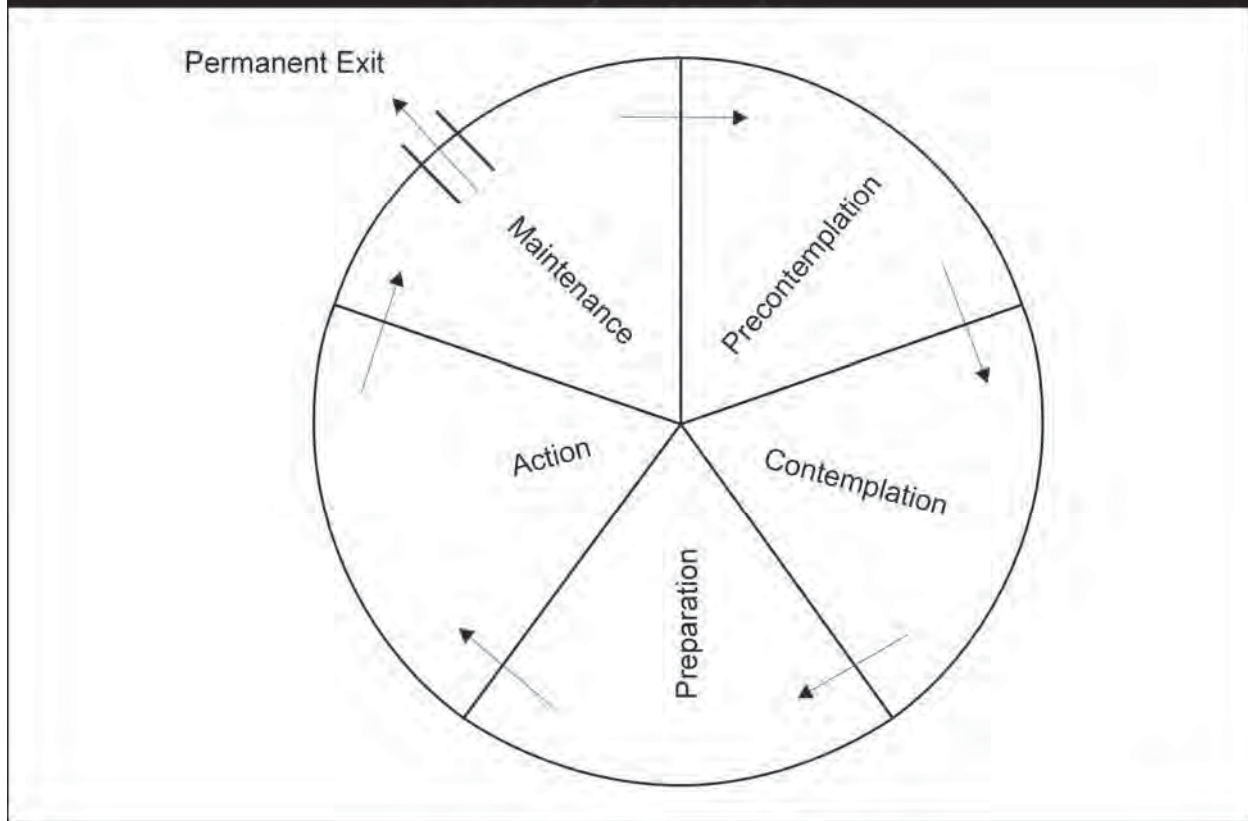 Permanent Exit
Maintenance
Precontemplation
Action
Contemplation
Preparation